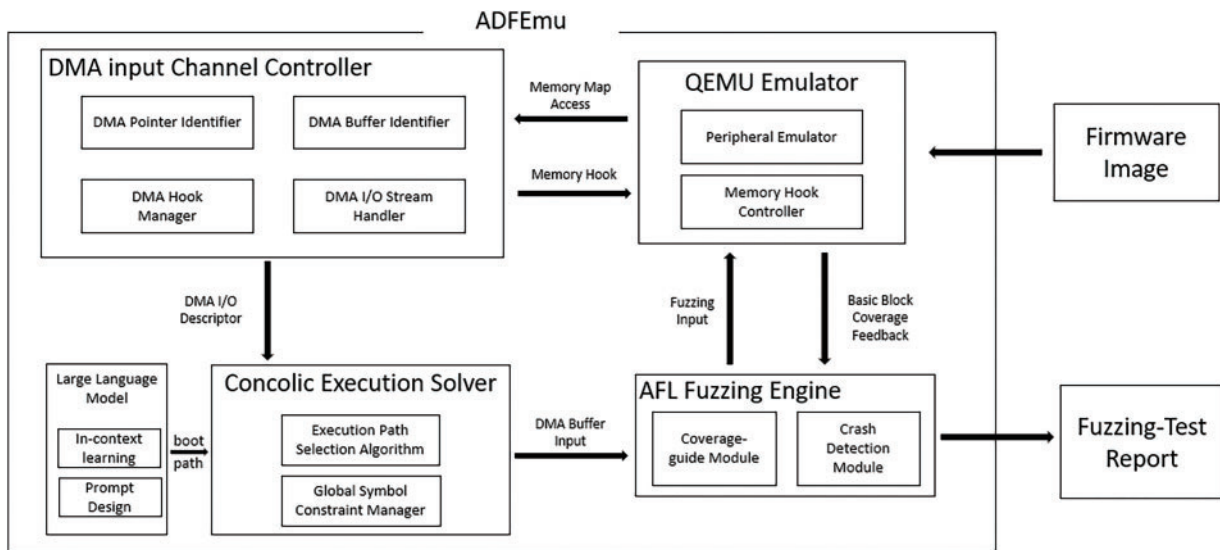 ADFEmu
DMA input Channel Controller
DMA Pointer Identifier
DMA Buffer Identifier
DMA Hook
Manager
DMA I/O Stream
Handler
Memory Map
Access
Memory Hook
QEMU Emulator
Peripheral Emulator
Memory Hook
Controller
Firmware
Image
DMA I/O
Descriptor
Fuzzing
Input
Basic Block
Coverage
Feedback
Large Language
Model
In-context
learning
Prompt
Design
boot
path
Concolic Execution Solver
Execution Path
Selection Algorithm
Global Symbol
Constraint Manager
DMA Buffer
Input
AFL Fuzzing Engine
Coverage-
guide Module
Crash
Detection
Module
Fuzzing-Test
Report